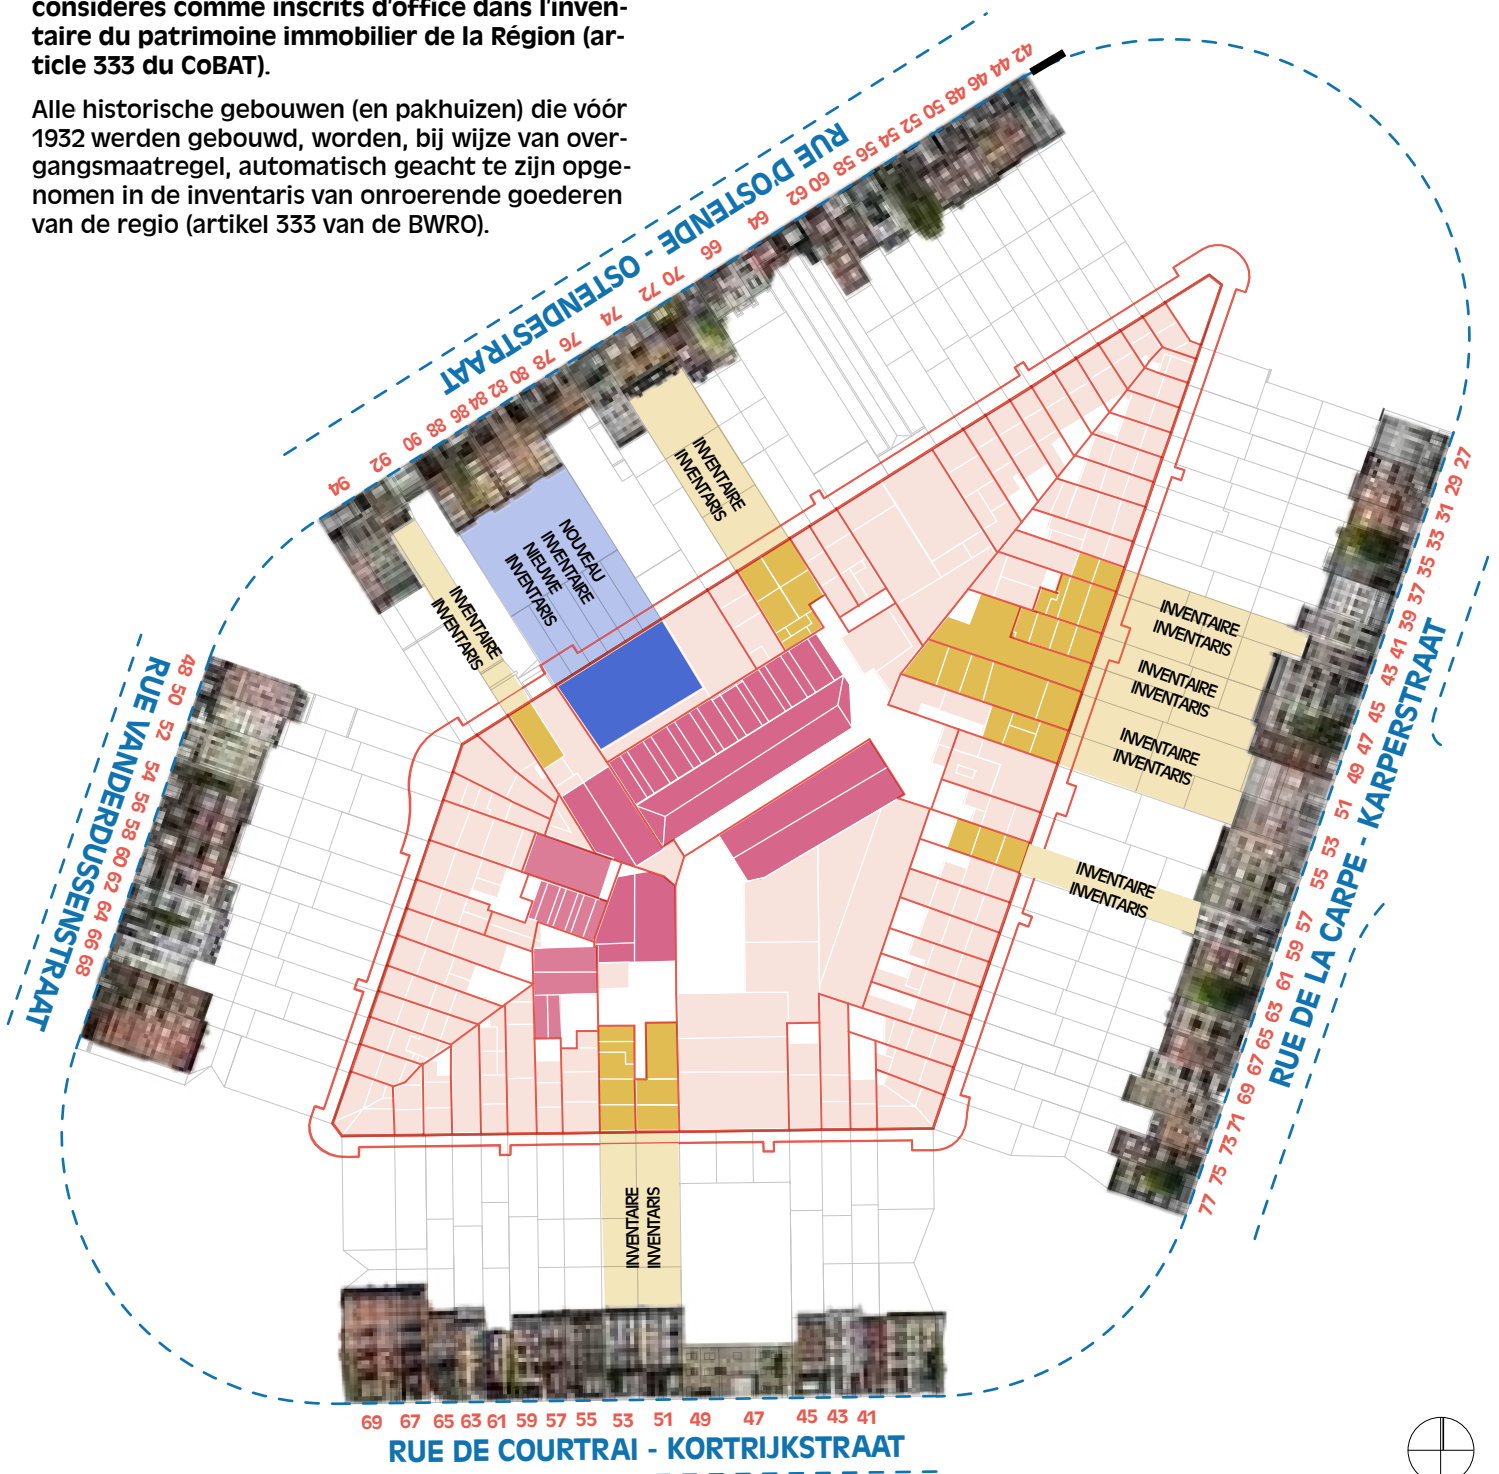 considérés comme inscrits d'office dans l'inven-
taire du patrimoine immobilier de la Région (ar-
ticle 333 du CoBAT).
Alle historische gebouwen (en pakhuizen) die vóór
1932 werden gebouwd, worden, bij wijze van over-
gangsmaatregel, automatisch geacht te zijn opge-
nomen in de inventaris van onroerende goederen
van de regio (artikel 333 van de BWRO).
RUE D'OSTENDE - OSTENDESTRAAT
42 44 46 48 50 52 54 56 58 60 62 64 66 70 72 74 76 78 80 82 84 86 88 90 92 94
INVENTAIRE
INVENTARIS
NOUVEAU
INVENTAIRE
NIEUWE
INVENTARIS
INVENTAIRE
INVENTARIS
27 29 31 33 35 37 39 41 43 45 47 49 51 53 55 57 59 61 63 65 67 69 71 73 75 77
RUE DE LA CARPE - KARPERSTRAAT
INVENTAIRE
INVENTARIS
INVENTAIRE
INVENTARIS
INVENTAIRE
INVENTARIS
INVENTAIRE
INVENTARIS
48 50 52 54 56 58 60 62 64 66 68
RUE VANDERDUSSENSTRAAT
INVENTAIRE
INVENTARIS
69 67 65 63 61 59 57 55 53 51 49 47 45 43 41
RUE DE COURTRAI - KORTRIJKSTRAAT